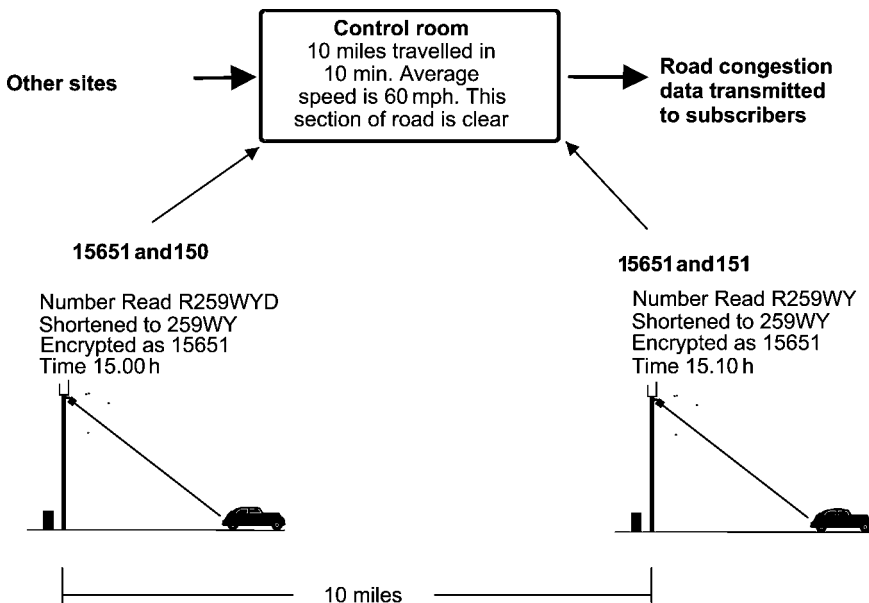 Control room
10 miles travelled in
10 min. Average
speed is 60 mph. This
section of road is clear
Other sites
Road congestion
data transmitted
to subscribers
15651 and 150
Number Read R259WYD
Shortened to 259WY
Encrypted as 15651
Time 15.00 h
15651 and 151
Number Read R259WY
Shortened to 259WY
Encrypted as 15651
Time 15.10 h
10 miles